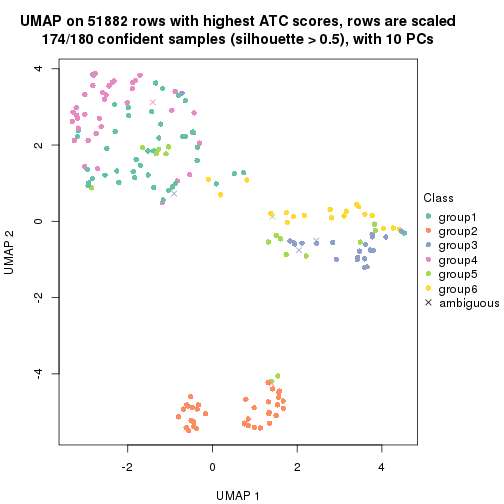 UMAP on 51882 rows with highest ATC scores, rows are scaled
174/180 confident samples (silhouette > 0.5), with 10 PCs
4
2
0
-2
-4
UMAP 2
-2
0
2
4
UMAP 1
Class
group1
group2
group3
group4
group5
group6
ambiguous